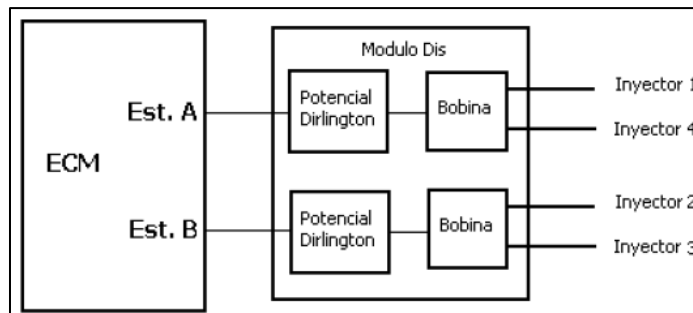 Modulo Dis
Est. A
Potencial
Dirlington
Bobina
Inyector 1
Inyector 4
ECM
Est. B
Potencial
Dirlington
Bobina
Inyector 2
Inyector 3